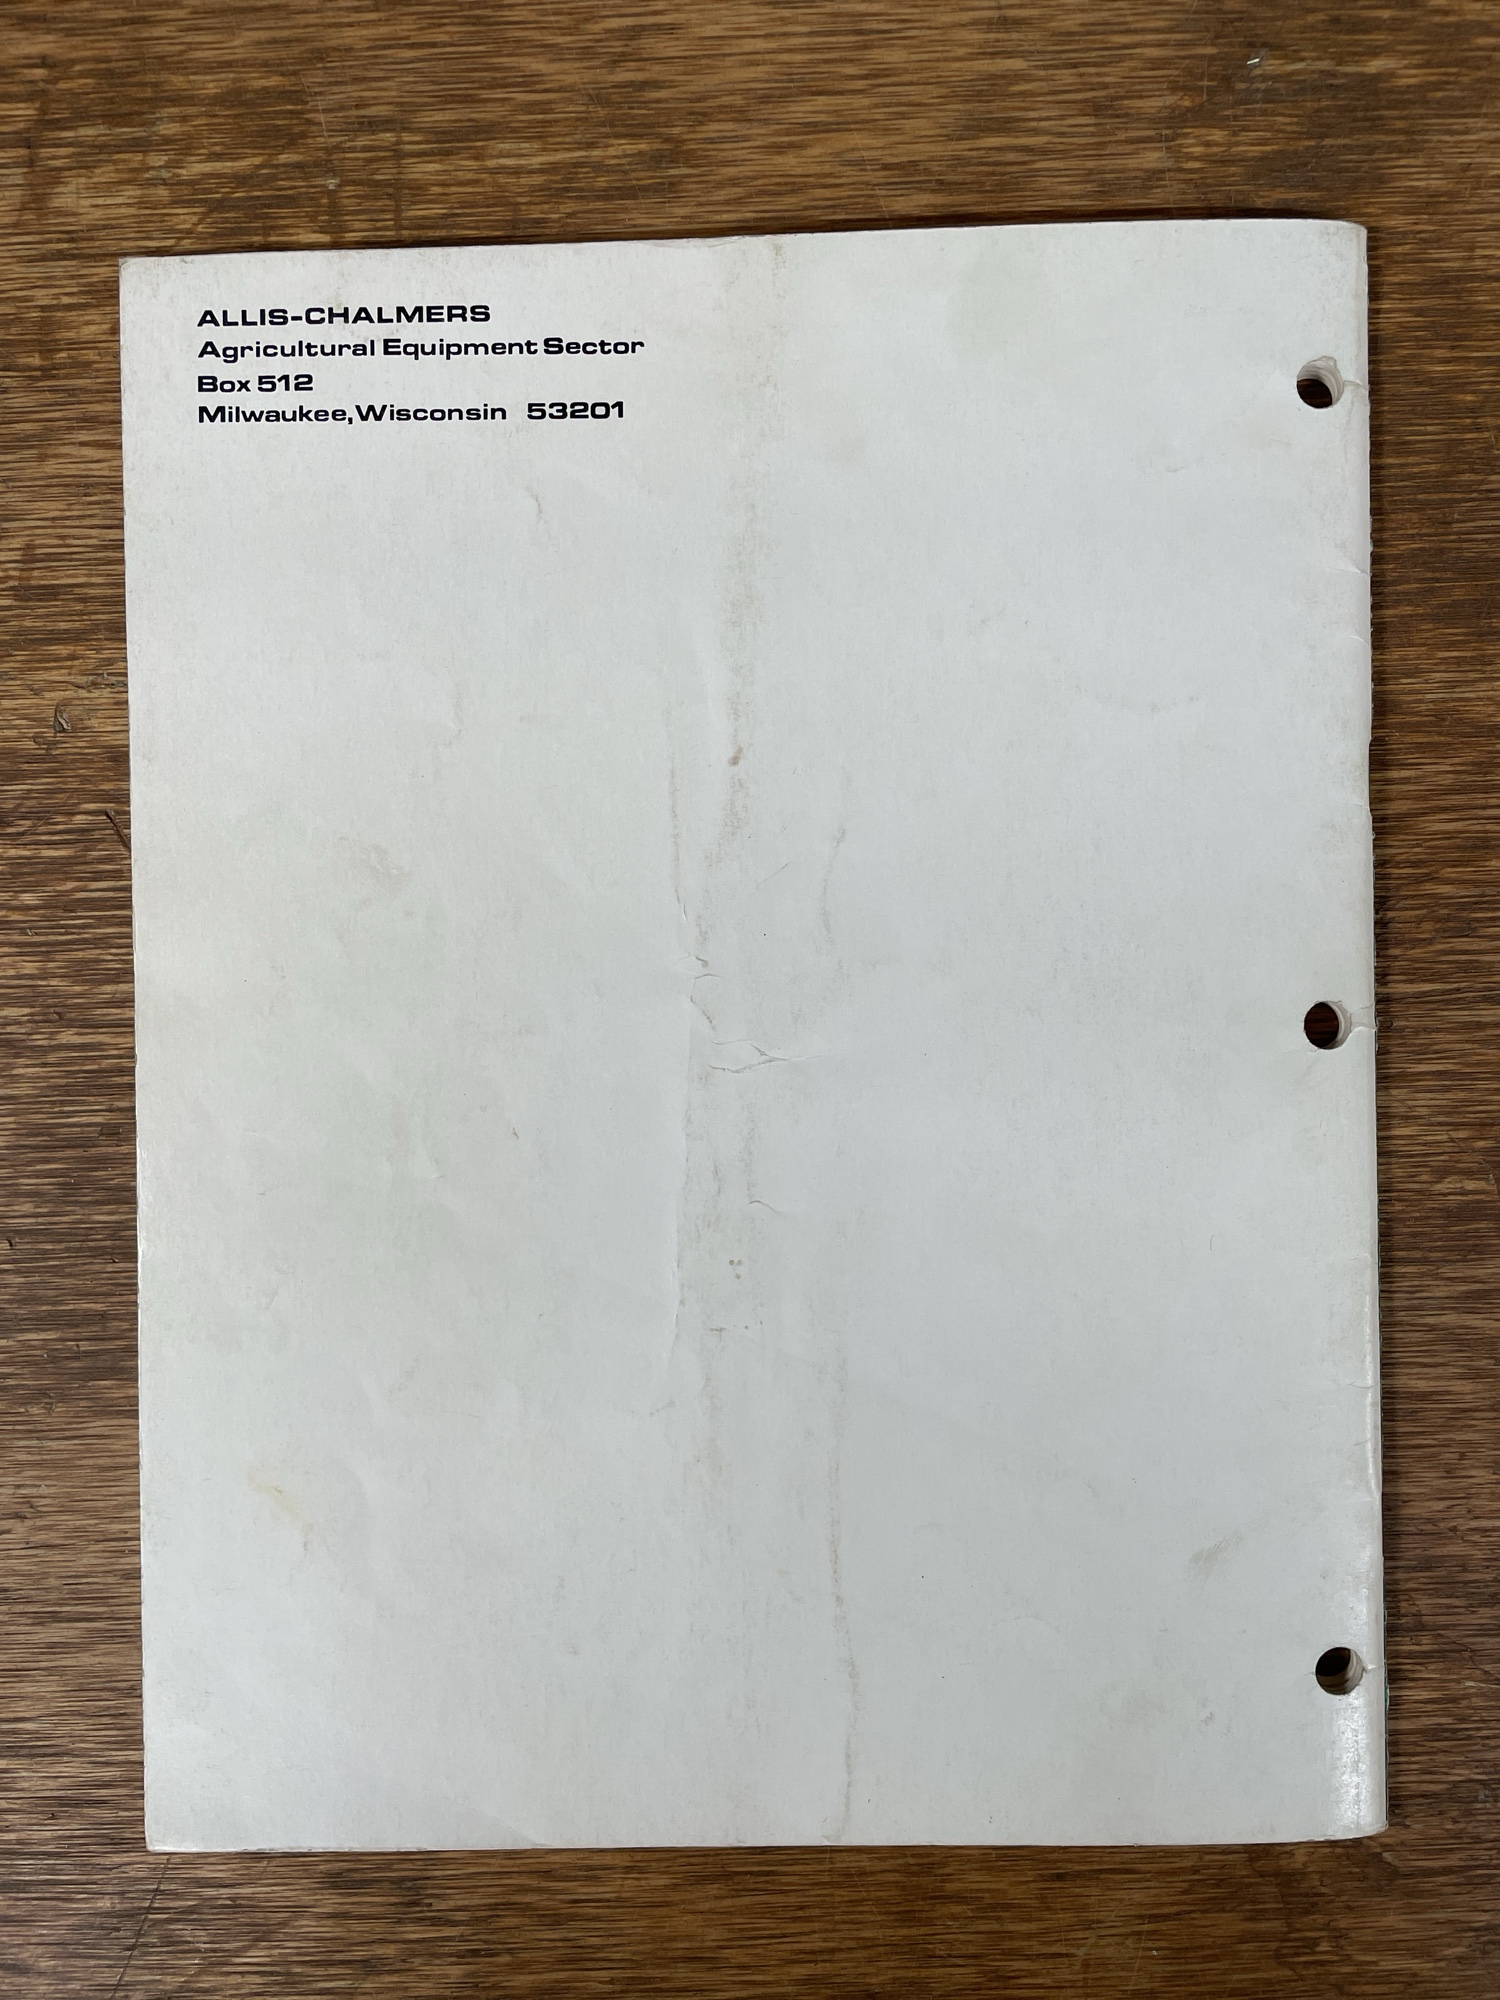 ALLIS-CHALMERS
Agricultural Equipment Sector
Box 512
Milwaukee, Wisconsin 53201